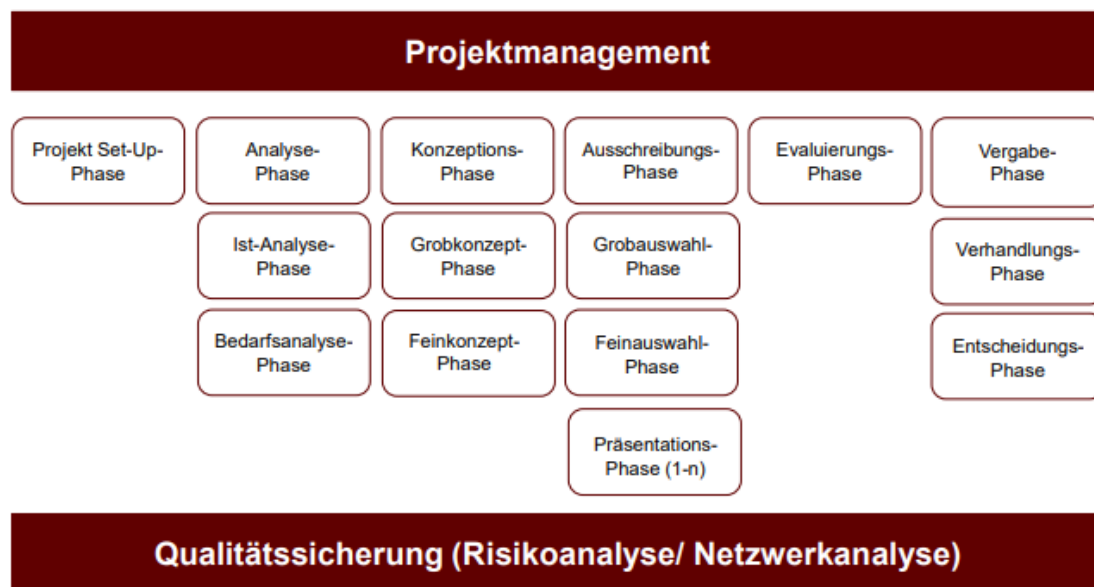 Projektmanagement
Projekt Set-Up-
Phase
Analyse-
Phase
Konzeptions-
Phase
Ausschreibungs-
Phase
Evaluierungs-
Phase
Vergabe-
Phase
Ist-Analyse-
Phase
Grobkonzept-
Phase
Grobauswahl-
Phase
Verhandlungs-
Phase
Bedarfsanalyse-
Phase
Feinkonzept-
Phase
Feinauswahl-
Phase
Entscheidungs-
Phase
Präsentations-
Phase (1-n)
Qualitätssicherung (Risikoanalyse/ Netzwerkanalyse)